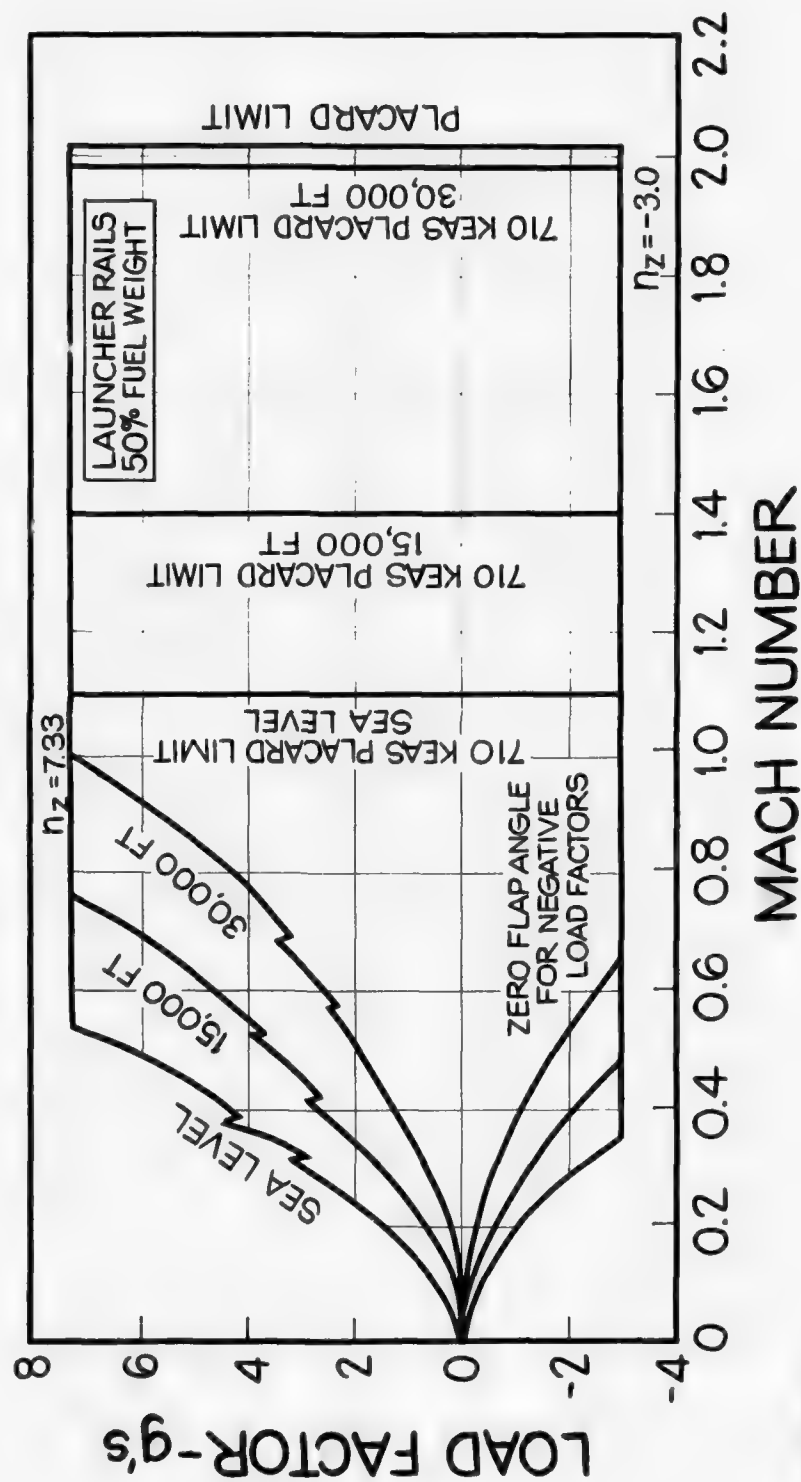 LOAD FACTOR-g's
8
6
4
2
0
-2
-4
nz = 7.33
LAUNCHER RAILS
50% FUEL WEIGHT
SEA LEVEL
15,000 FT
30,000 FT
710 KEAS PLACARD LIMIT
SEA LEVEL
710 KEAS PLACARD LIMIT
15,000 FT
710 KEAS PLACARD LIMIT
30,000 FT
PLACARD LIMIT
ZERO FLAP ANGLE
FOR NEGATIVE
LOAD FACTORS
nz = -3.0
0 0.2 0.4 0.6 0.8 1.0 1.2 1.4 1.6 1.8 2.0 2.2
MACH NUMBER